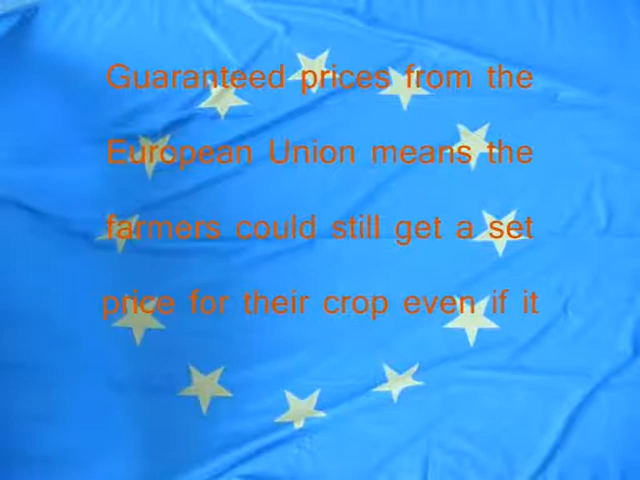 Guaranteed prices from the
European Union means the
farmers could still get a set
price for their crop even if it